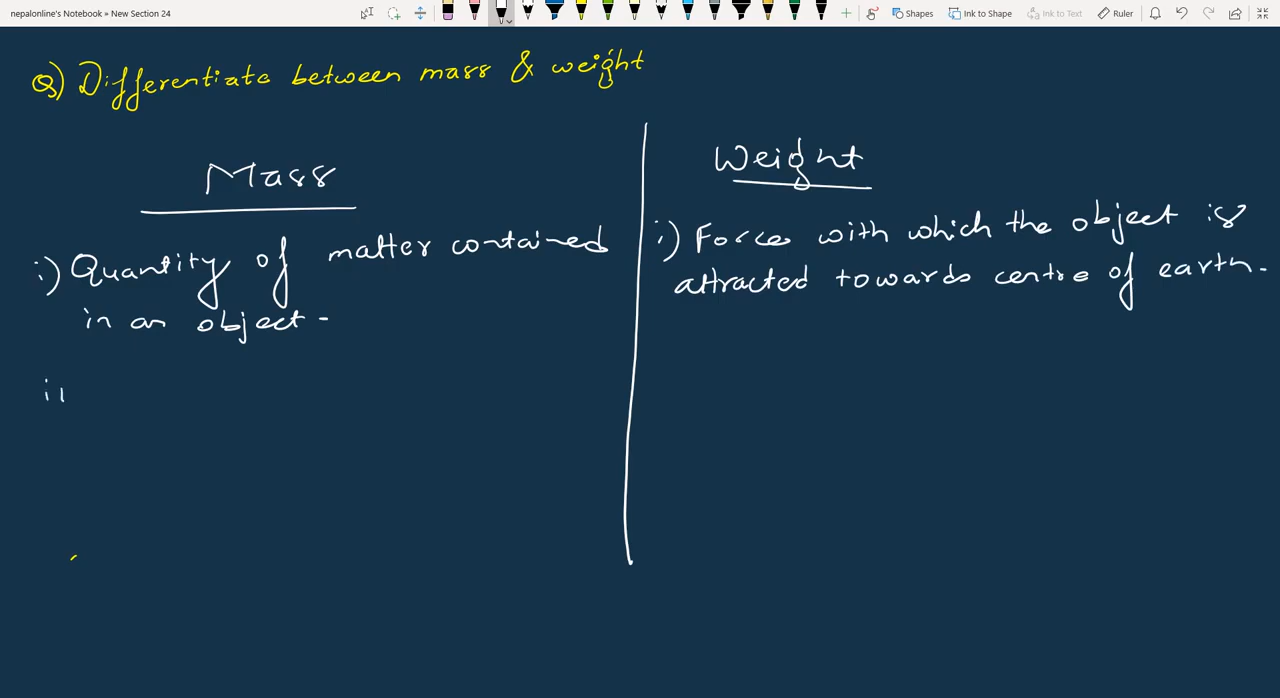 nepalonline's Notebook » New Section 24
Shapes Ink to Shape Ink to Text Ruler
Q) Differentiate between mass & weight
Mass
i) Quantity of matter contained
in an object-
ii
Weight
i) Force with which the object is
attracted towards centre of earth.